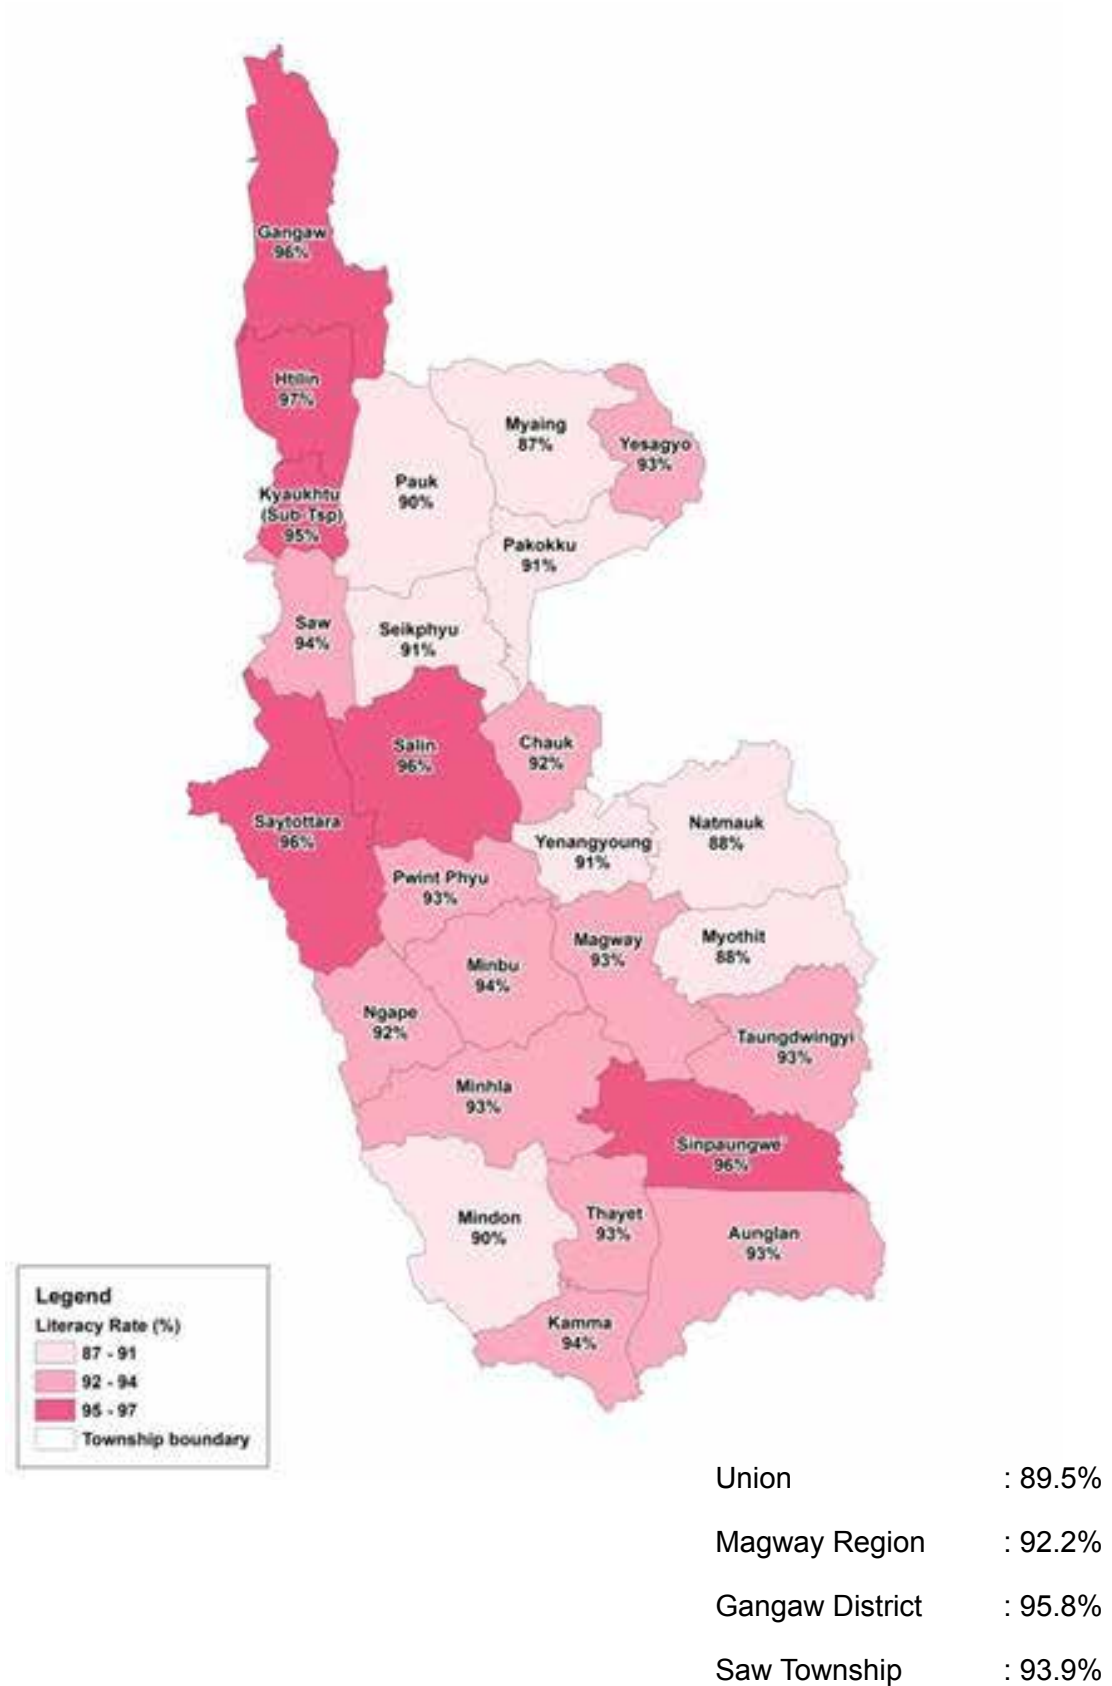 Gangaw
96%
Htilin
97%
Myaing
87%
Yesagyo
93%
Pauk
90%
Kyaukhtu
(Sub-Tsp)
95%
Pakokku
91%
Saw
94%
Seikphyu
91%
Salin
96%
Chauk
92%
Saytottara
96%
Natmauk
88%
Yenangyoung
91%
Pwint Phyu
93%
Magway
93%
Myothit
88%
Minbu
94%
Ngape
92%
Taungdwingyi
93%
Minhla
93%
Sinpaungwe
96%
Mindon
90%
Thayet
93%
Aunglan
93%
Kamma
94%
Legend
Literacy Rate (%)
87 - 91
92 - 94
95 - 97
Township boundary
Union : 89.5%
Magway Region : 92.2%
Gangaw District : 95.8%
Saw Township : 93.9%